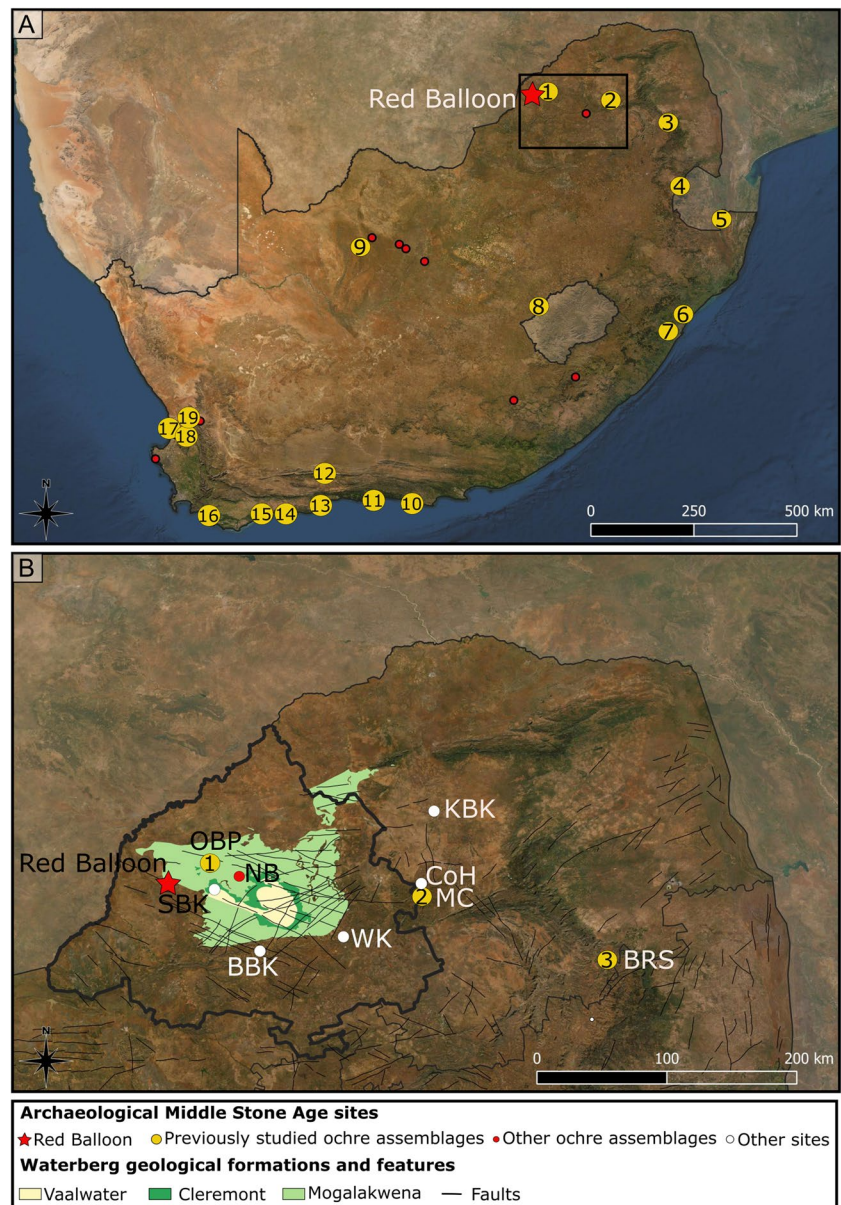 A
Red Balloon
1
2
3
4
5
9
8
6
7
19
17
18
12
16
15
14
13
11
10
N
0 250 500 km
B
KBK
OBP
1
Red Balloon
NB
CoH
SBK
2
MC
WK
BBK
3 BRS
N
0 100 200 km
Archaeological Middle Stone Age sites
Red Balloon Previously studied ochre assemblages Other ochre assemblages Other sites
Waterberg geological formations and features
Vaalwater Cleremont Mogalakwena Faults